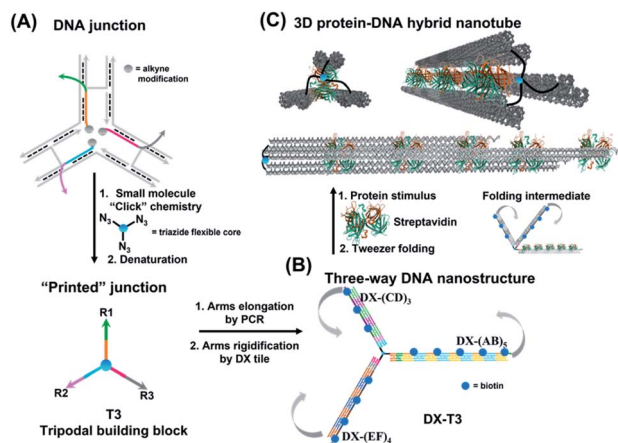 (A)
DNA junction
= alkyne
modification
1. Small molecule
"Click" chemistry
N3
N3
N3
= triazide flexible core
2. Denaturation
"Printed" junction
R1
R2
R3
T3
Tripodal building block
1. Arms elongation
by PCR
2. Arms rigidification
by DX tile
(C)
3D protein-DNA hybrid nanotube
1. Protein stimulus
Streptavidin
2. Tweezer folding
Folding intermediate
(B)
Three-way DNA nanostructure
DX-(CD)3
DX-(AB)5
= biotin
DX-T3
DX-(EF)4